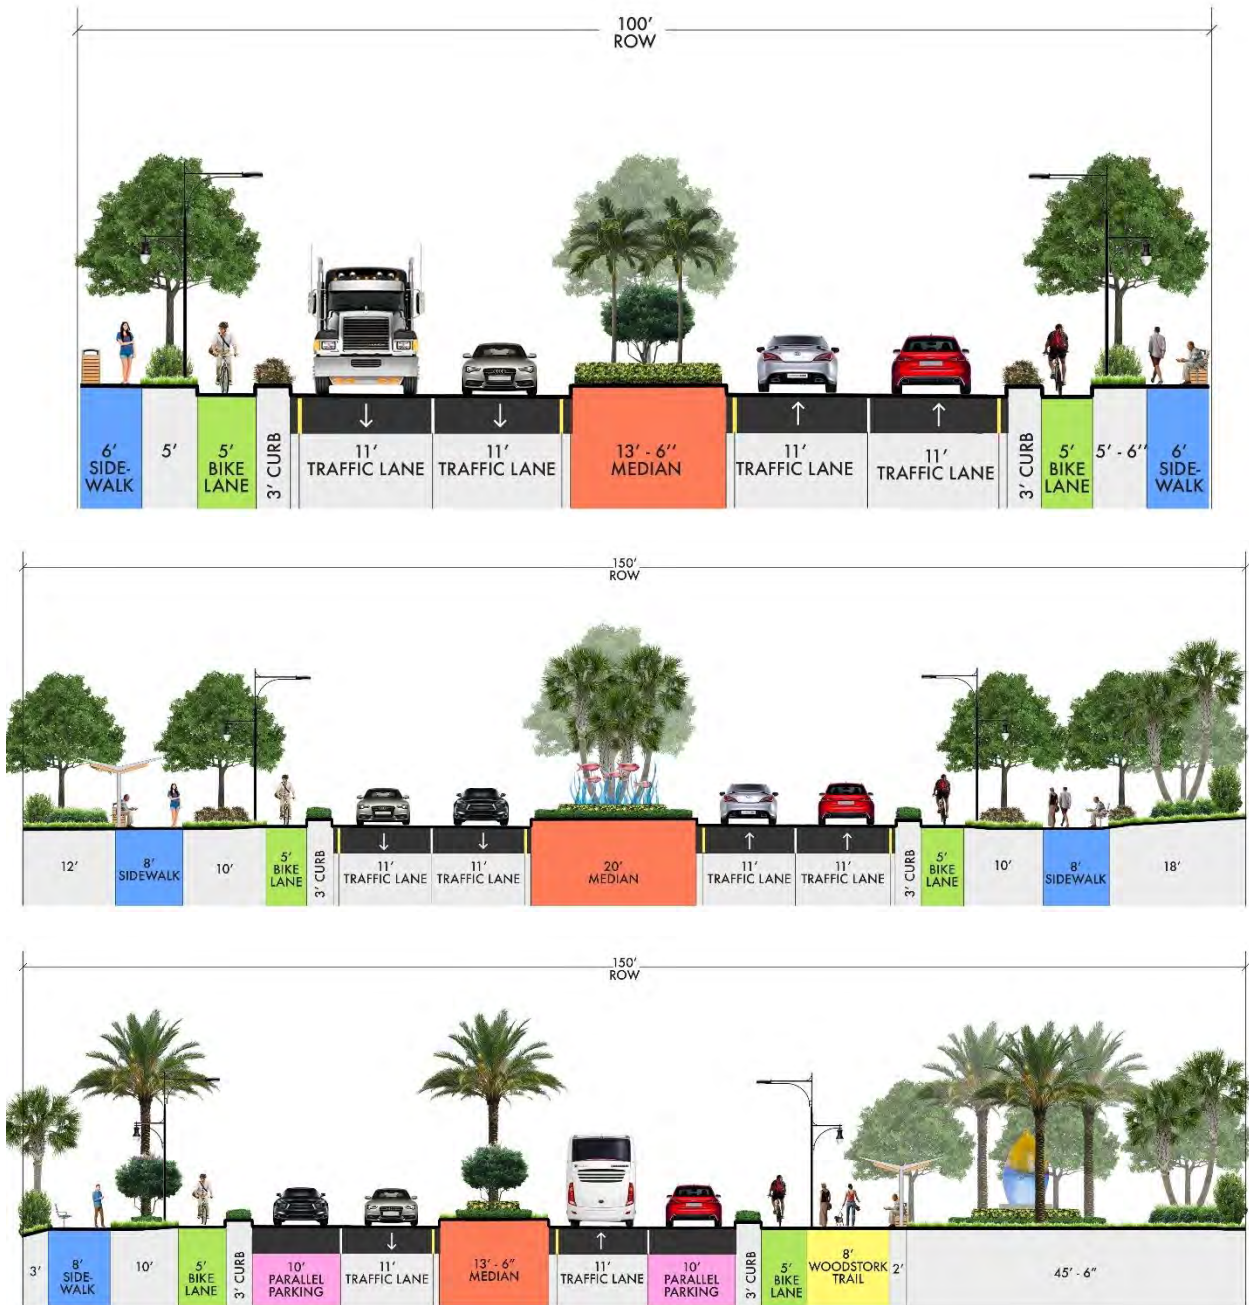 100'
ROW
6'
SIDE-
WALK
5'
5'
BIKE
LANE
3' CURB
11'
TRAFFIC LANE
11'
TRAFFIC LANE
13' - 6''
MEDIAN
11'
TRAFFIC LANE
11'
TRAFFIC LANE
3' CURB
5'
BIKE
LANE
5' - 6''
6'
SIDE-
WALK
150'
ROW
12'
8'
SIDEWALK
10'
5'
BIKE
LANE
3' CURB
11'
TRAFFIC LANE
11'
TRAFFIC LANE
20'
MEDIAN
11'
TRAFFIC LANE
11'
TRAFFIC LANE
3' CURB
5'
BIKE
LANE
10'
8'
SIDEWALK
18'
150'
ROW
3'
8'
SIDE-
WALK
10'
5'
BIKE
LANE
3' CURB
10'
PARALLEL
PARKING
11'
TRAFFIC LANE
13' - 6"
MEDIAN
11'
TRAFFIC LANE
10'
PARALLEL
PARKING
3' CURB
5'
BIKE
LANE
8'
WOODSTORK
TRAIL
2'
45' - 6"